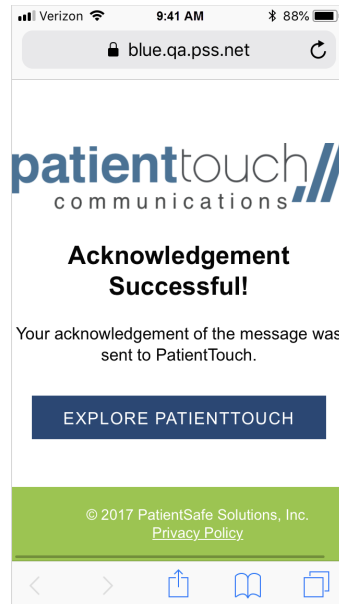 Verizon 9:41 AM 88%
blue.qa.pss.net
patienttouch
communications
Acknowledgement
Successful!
Your acknowledgement of the message was
sent to PatientTouch.
EXPLORE PATIENTTOUCH
© 2017 PatientSafe Solutions, Inc.
Privacy Policy